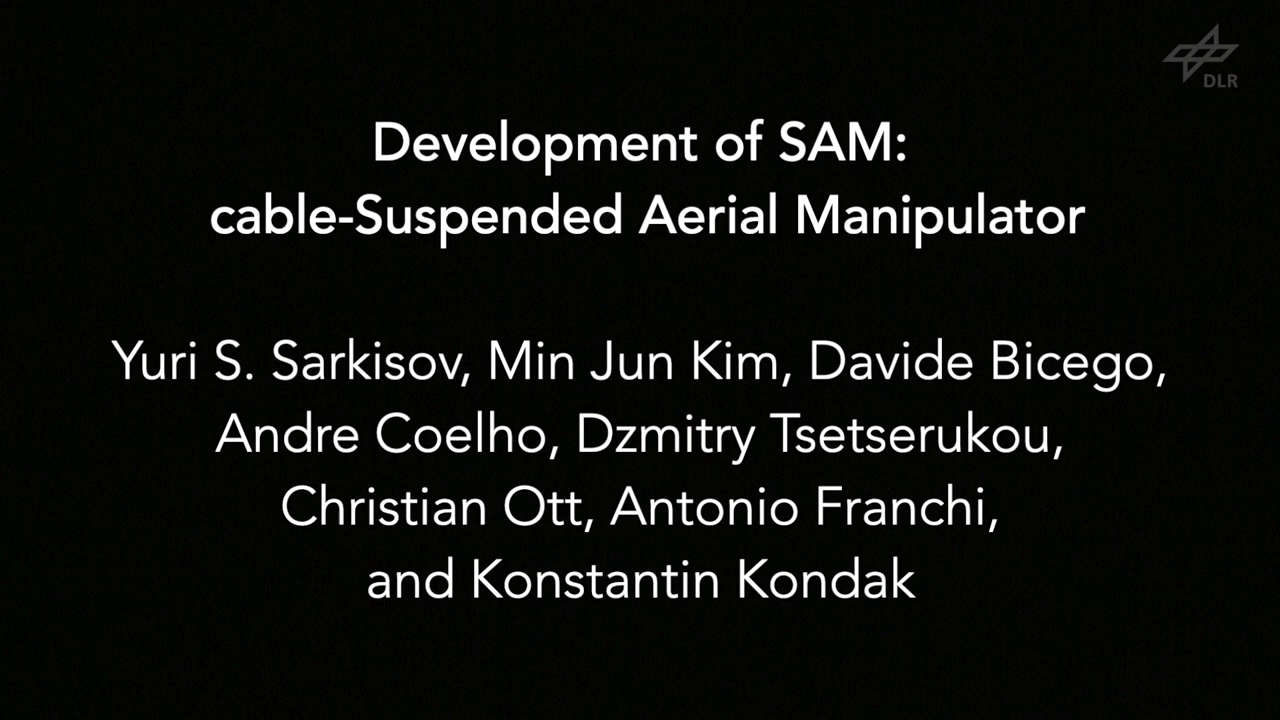 DLR
Development of SAM:
cable-Suspended Aerial Manipulator
Yuri S. Sarkisov, Min Jun Kim, Davide Bicego,
Andre Coelho, Dzmitry Tsetserukou,
Christian Ott, Antonio Franchi,
and Konstantin Kondak